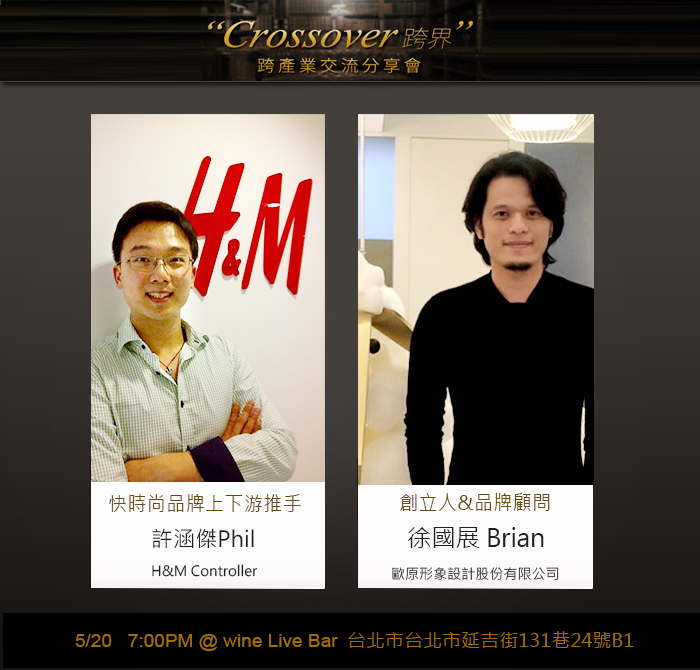 “Crossover 跨界”
跨產業交流分享會
H&M
快時尚品牌上下游推手
許涵傑Phil
H&M Controller
創立人&品牌顧問
徐國展 Brian
歐原形象設計股份有限公司
5/20 7:00PM @ wine Live Bar 台北市台北市延吉街131巷24號B1